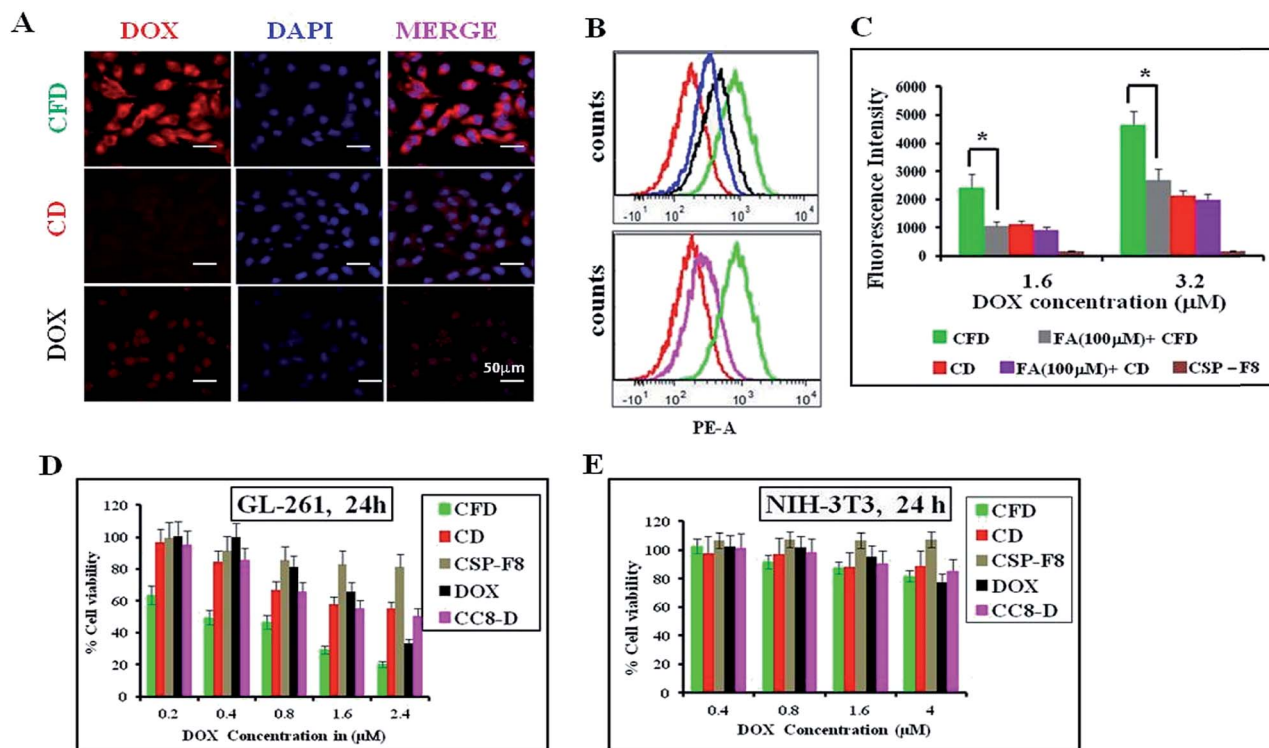 A
DOX DAPI MERGE
CFD
CD
DOX
50μm
B
counts
-10¹ 10² 10³ 10⁴
counts
-10¹ 10² 10³ 10⁴
PE-A
C
Fluorescence Intensity
6000
5000
4000
3000
2000
1000
0
* *
1.6 3.2
DOX concentration (μM)
CFD FA(100μM)+ CFD
CD FA(100μM)+ CD CSP – F8
D
GL-261, 24h
% Cell viability
120
100
80
60
40
20
0
0.2 0.4 0.8 1.6 2.4
DOX Concentration in (μM)
CFD
CD
CSP-F8
DOX
CC8-D
E
NIH-3T3, 24 h
% Cell viability
120
100
80
60
40
20
0
0.4 0.8 1.6 4
DOX Concentration (μM)
CFD
CD
CSP-F8
DOX
CC8-D